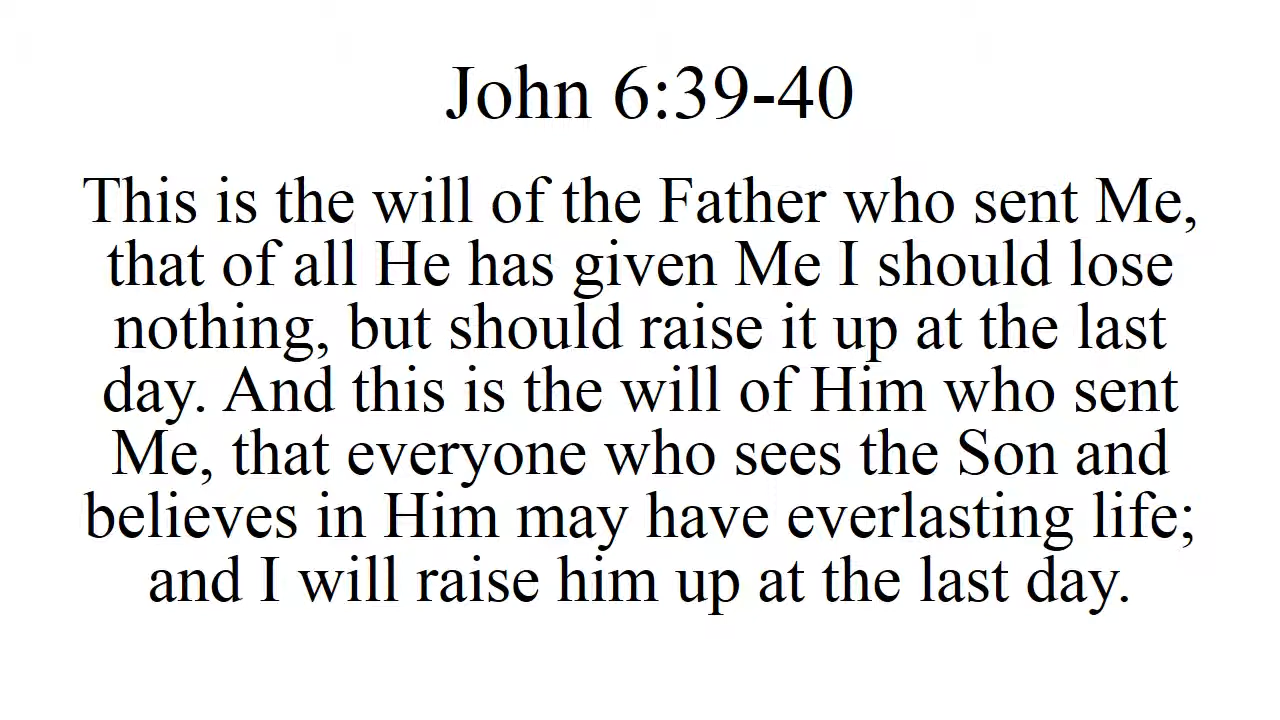 John 6:39-40
This is the will of the Father who sent Me,
that of all He has given Me I should lose
nothing, but should raise it up at the last
day. And this is the will of Him who sent
Me, that everyone who sees the Son and
believes in Him may have everlasting life;
and I will raise him up at the last day.